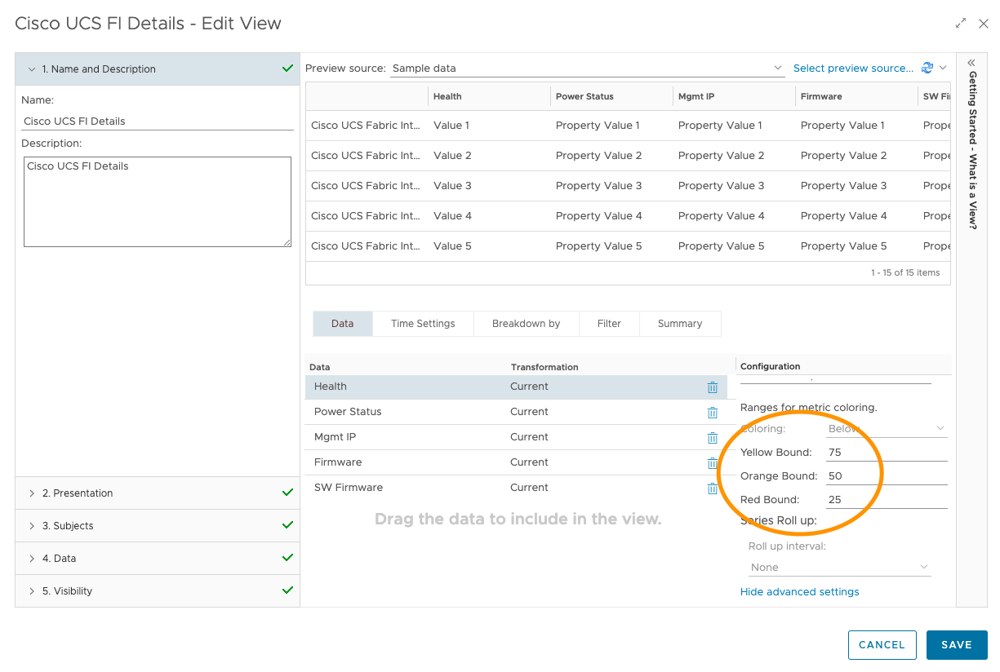 Cisco UCS FI Details - Edit View
1. Name and Description
Name:
Cisco UCS FI Details
Description:
Cisco UCS FI Details
2. Presentation
3. Subjects
4. Data
5. Visibility
Preview source: Sample data Select preview source...
Health Power Status Mgmt IP Firmware SW Fi
Cisco UCS Fabric Int... Value 1 Property Value 1 Property Value 1 Property Value 1 Prope
Cisco UCS Fabric Int... Value 2 Property Value 2 Property Value 2 Property Value 2 Prope
Cisco UCS Fabric Int... Value 3 Property Value 3 Property Value 3 Property Value 3 Prope
Cisco UCS Fabric Int... Value 4 Property Value 4 Property Value 4 Property Value 4 Prope
Cisco UCS Fabric Int... Value 5 Property Value 5 Property Value 5 Property Value 5 Prope
1 - 15 of 15 items
Data Time Settings Breakdown by Filter Summary
Data Transformation
Health Current
Power Status Current
Mgmt IP Current
Firmware Current
SW Firmware Current
Drag the data to include in the view.
Configuration
Ranges for metric coloring.
Coloring: Below
Yellow Bound: 75
Orange Bound: 50
Red Bound: 25
Series Roll up:
Roll up interval:
None
Hide advanced settings
Getting Started - What is a View?
CANCEL SAVE